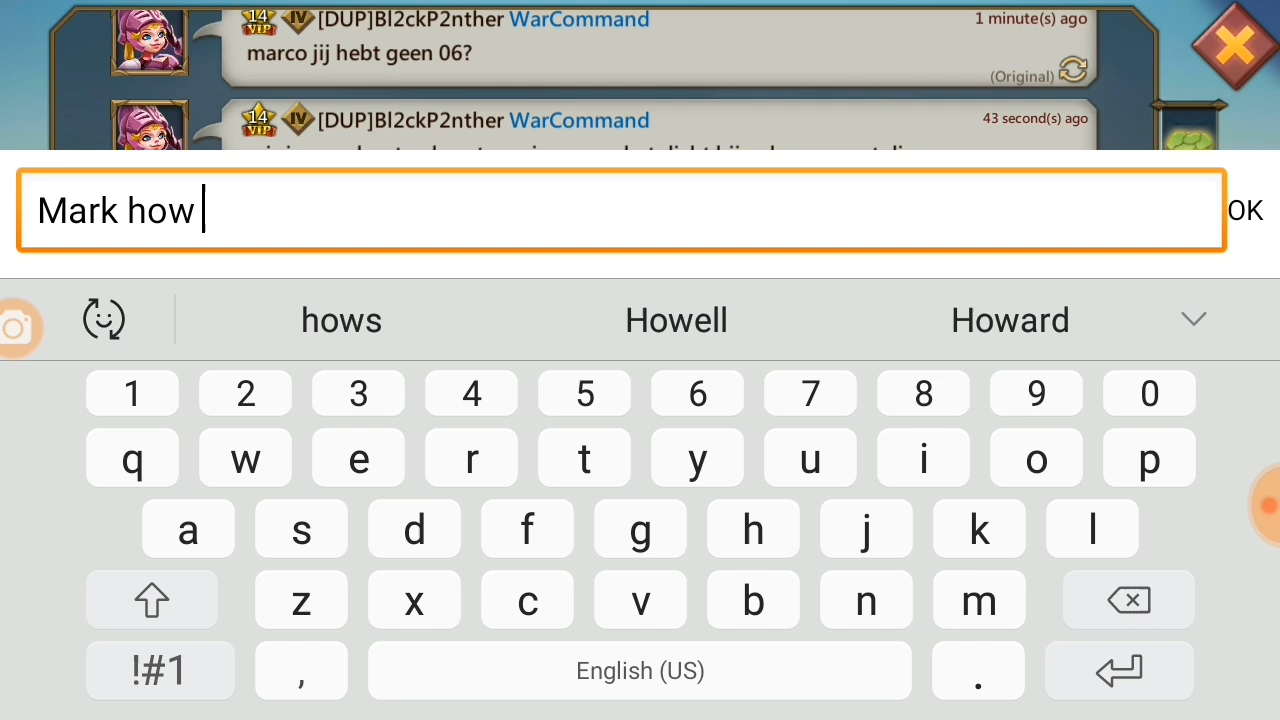 14 VIP IV [DUP]Bl2ckP2nther WarCommand 1 minute(s) ago
marco jij hebt geen 06?
(Original)
14 VIP IV [DUP]Bl2ckP2nther WarCommand 43 second(s) ago
Mark how
OK
hows Howell Howard
1 2 3 4 5 6 7 8 9 0
q w e r t y u i o p
a s d f g h j k l
z x c v b n m
!#1 , English (US) .